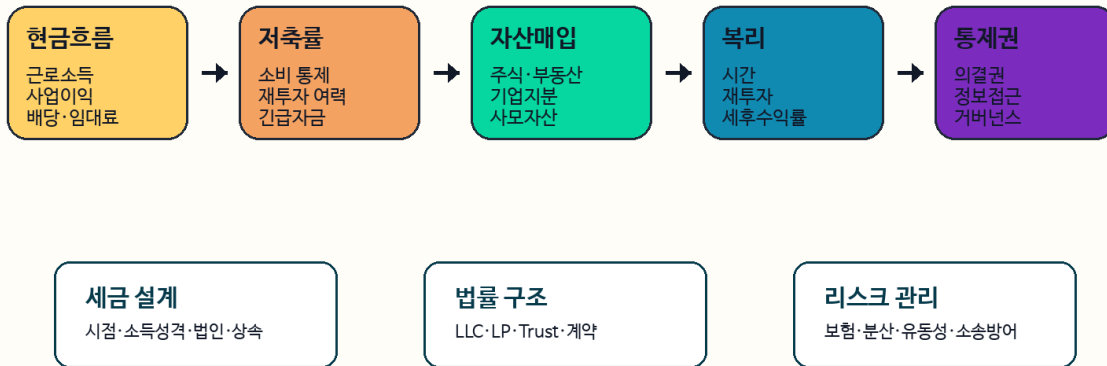 현금흐름
근로소득
사업이익
배당·임대료
저축률
소비 통제
재투자 여력
긴급자금
자산매입
주식·부동산
기업지분
사모자산
복리
시간
재투자
세후수익률
통제권
의결권
정보접근
거버넌스
세금 설계
시점·소득성격·법인·상속
법률 구조
LLC·LP·Trust·계약
리스크 관리
보험·분산·유동성·소송방어